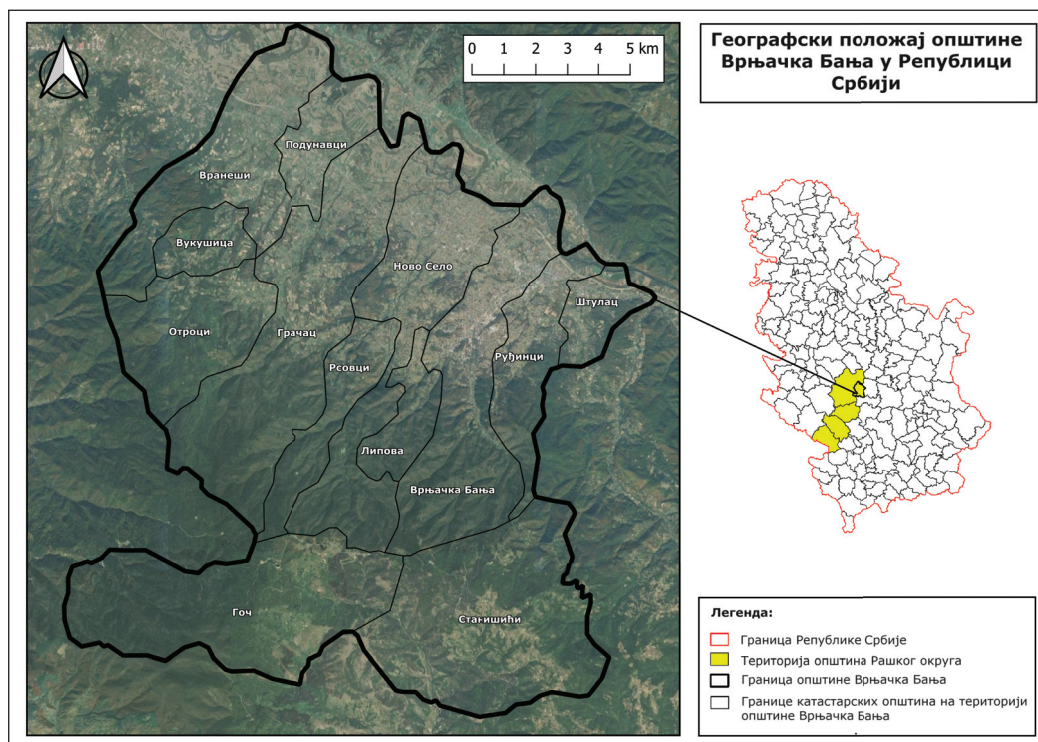 0 1 2 3 4 5 km
Географски положај општине
Врњачка Бања у Републици
Србији
Подунавци
Вранеши
Вукушица
Ново Село
Штулац
Отроци
Грачац
Рсовци
Руђинци
Липова
Врњачка Бања
Гоч
Станишићи
Легенда:
Граница Републике Србије
Територија општина Рашког округа
Граница општине Врњачка Бања
Границе катастарских општина на територији
општине Врњачка Бања